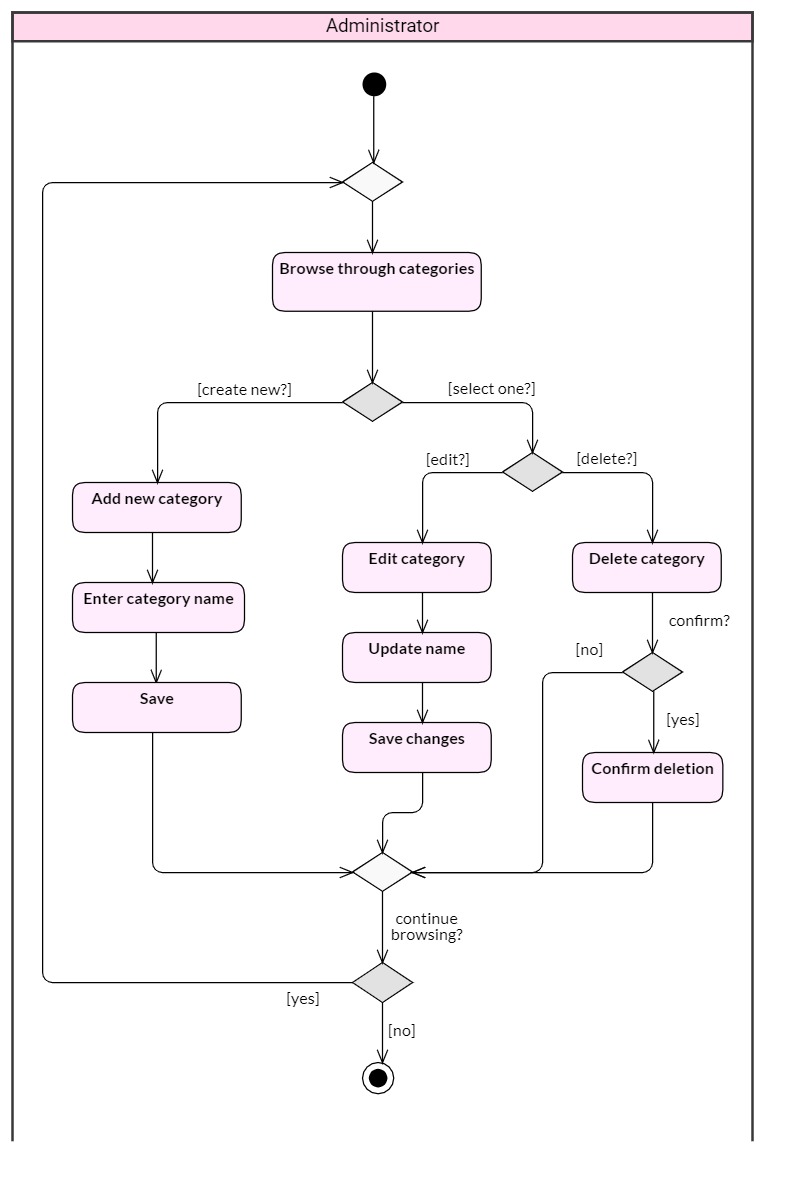 Administrator
Browse through categories
[create new?]
[select one?]
[edit?]
[delete?]
Add new category
Edit category
Delete category
Enter category name
confirm?
Update name
[no]
Save
[yes]
Save changes
Confirm deletion
continue
browsing?
[yes]
[no]